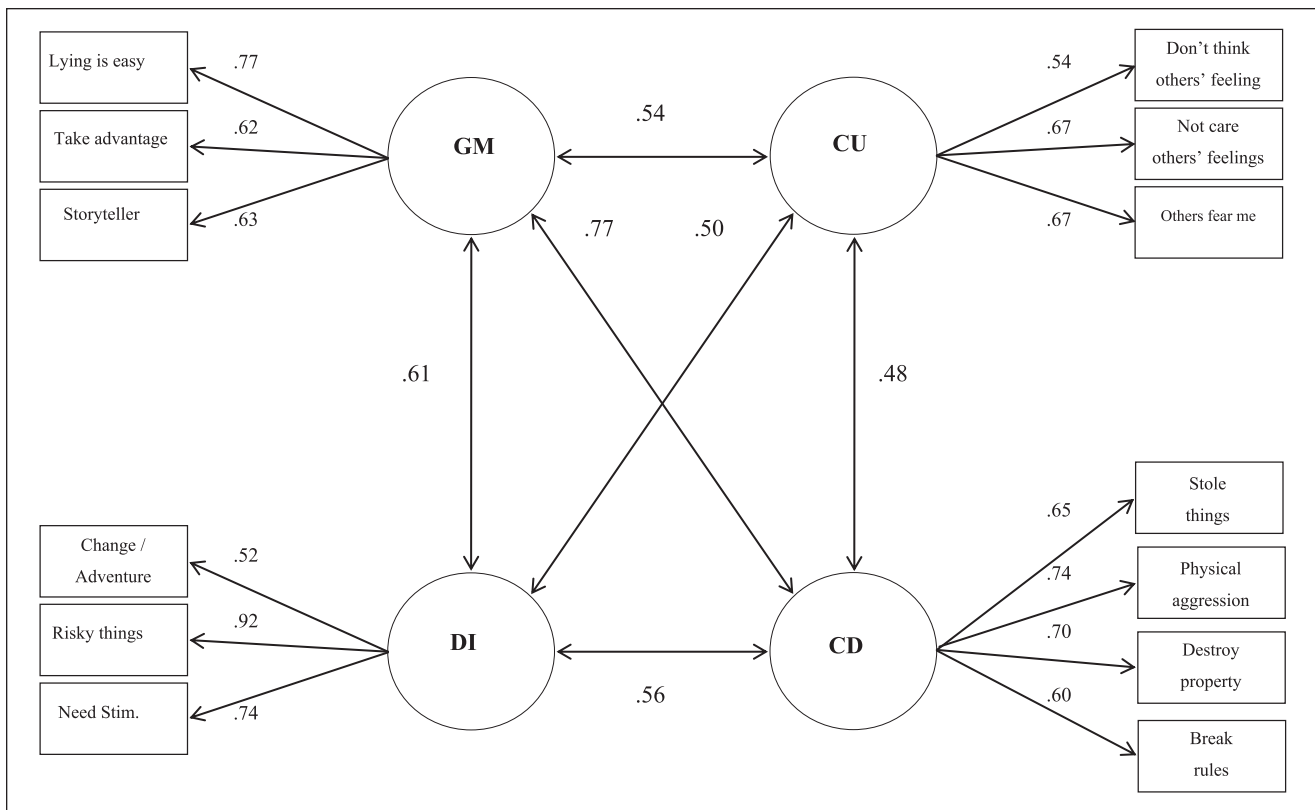 Lying is easy
.77
Take advantage
.62
Storyteller
.63
GM
.54
CU
.54
Don’t think
others’ feeling
.67
Not care
others’ feelings
.67
Others fear me
.77
.50
.61
.48
Change /
Adventure
.52
Risky things
.92
Need Stim.
.74
DI
.56
CD
.65
Stole
things
.74
Physical
aggression
.70
Destroy
property
.60
Break
rules